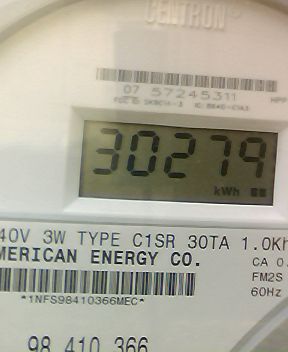 CENTRON
07 57245311
30279
kWh
40V 3W TYPE C1SR 30TA 1.0Kh
MERICAN ENERGY CO.
CA 0.
FM2S
60Hz
*1NFS98410366MEC*
98 410 366